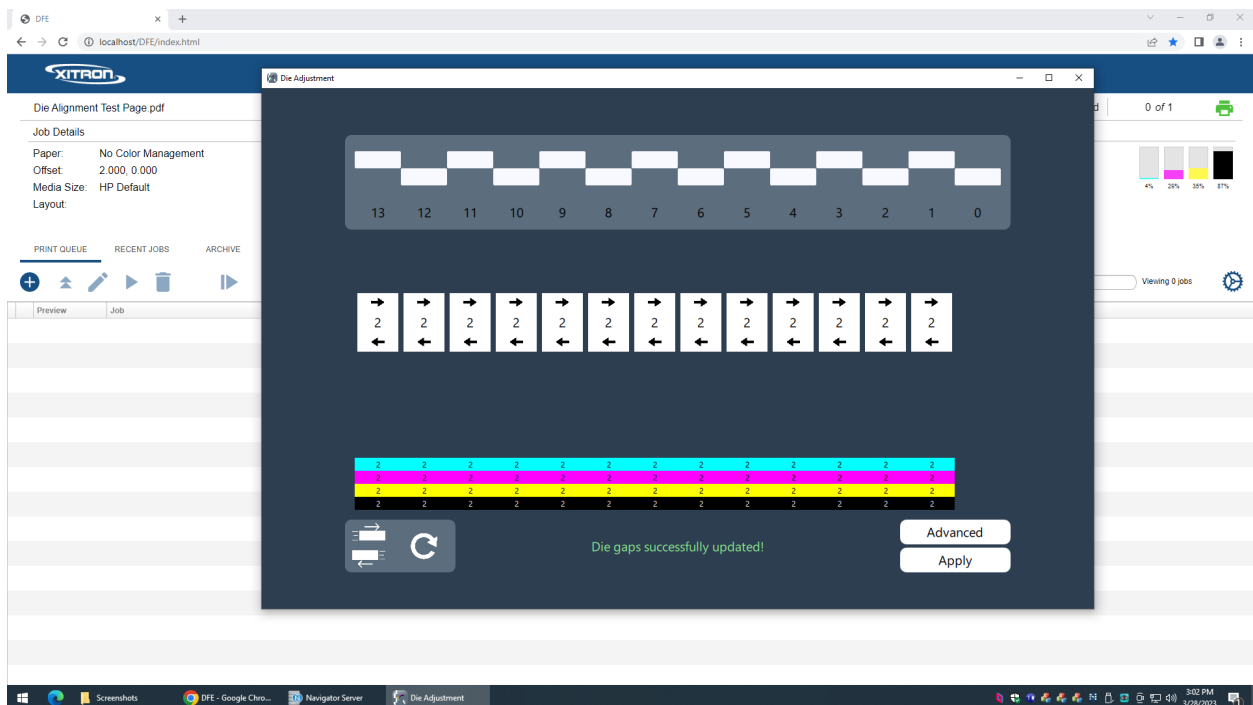 DFE
localhost/DFE/index.html
XITRON
Die Adjustment
Die Alignment Test Page.pdf
d 0 of 1
Job Details
Paper: No Color Management
Offset: 2.000, 0.000
Media Size: HP Default
Layout:
4% 29% 35% 87%
13 12 11 10 9 8 7 6 5 4 3 2 1 0
PRINT QUEUE RECENT JOBS ARCHIVE
Viewing 0 jobs
Preview Job
2 2 2 2 2 2 2 2 2 2 2 2 2
2 2 2 2 2 2 2 2 2 2 2 2 2
2 2 2 2 2 2 2 2 2 2 2 2 2
2 2 2 2 2 2 2 2 2 2 2 2 2
2 2 2 2 2 2 2 2 2 2 2 2 2
Die gaps successfully updated!
Advanced
Apply
Screenshots
DFE - Google Chro...
Navigator Server
Die Adjustment
3:02 PM
3/28/2023